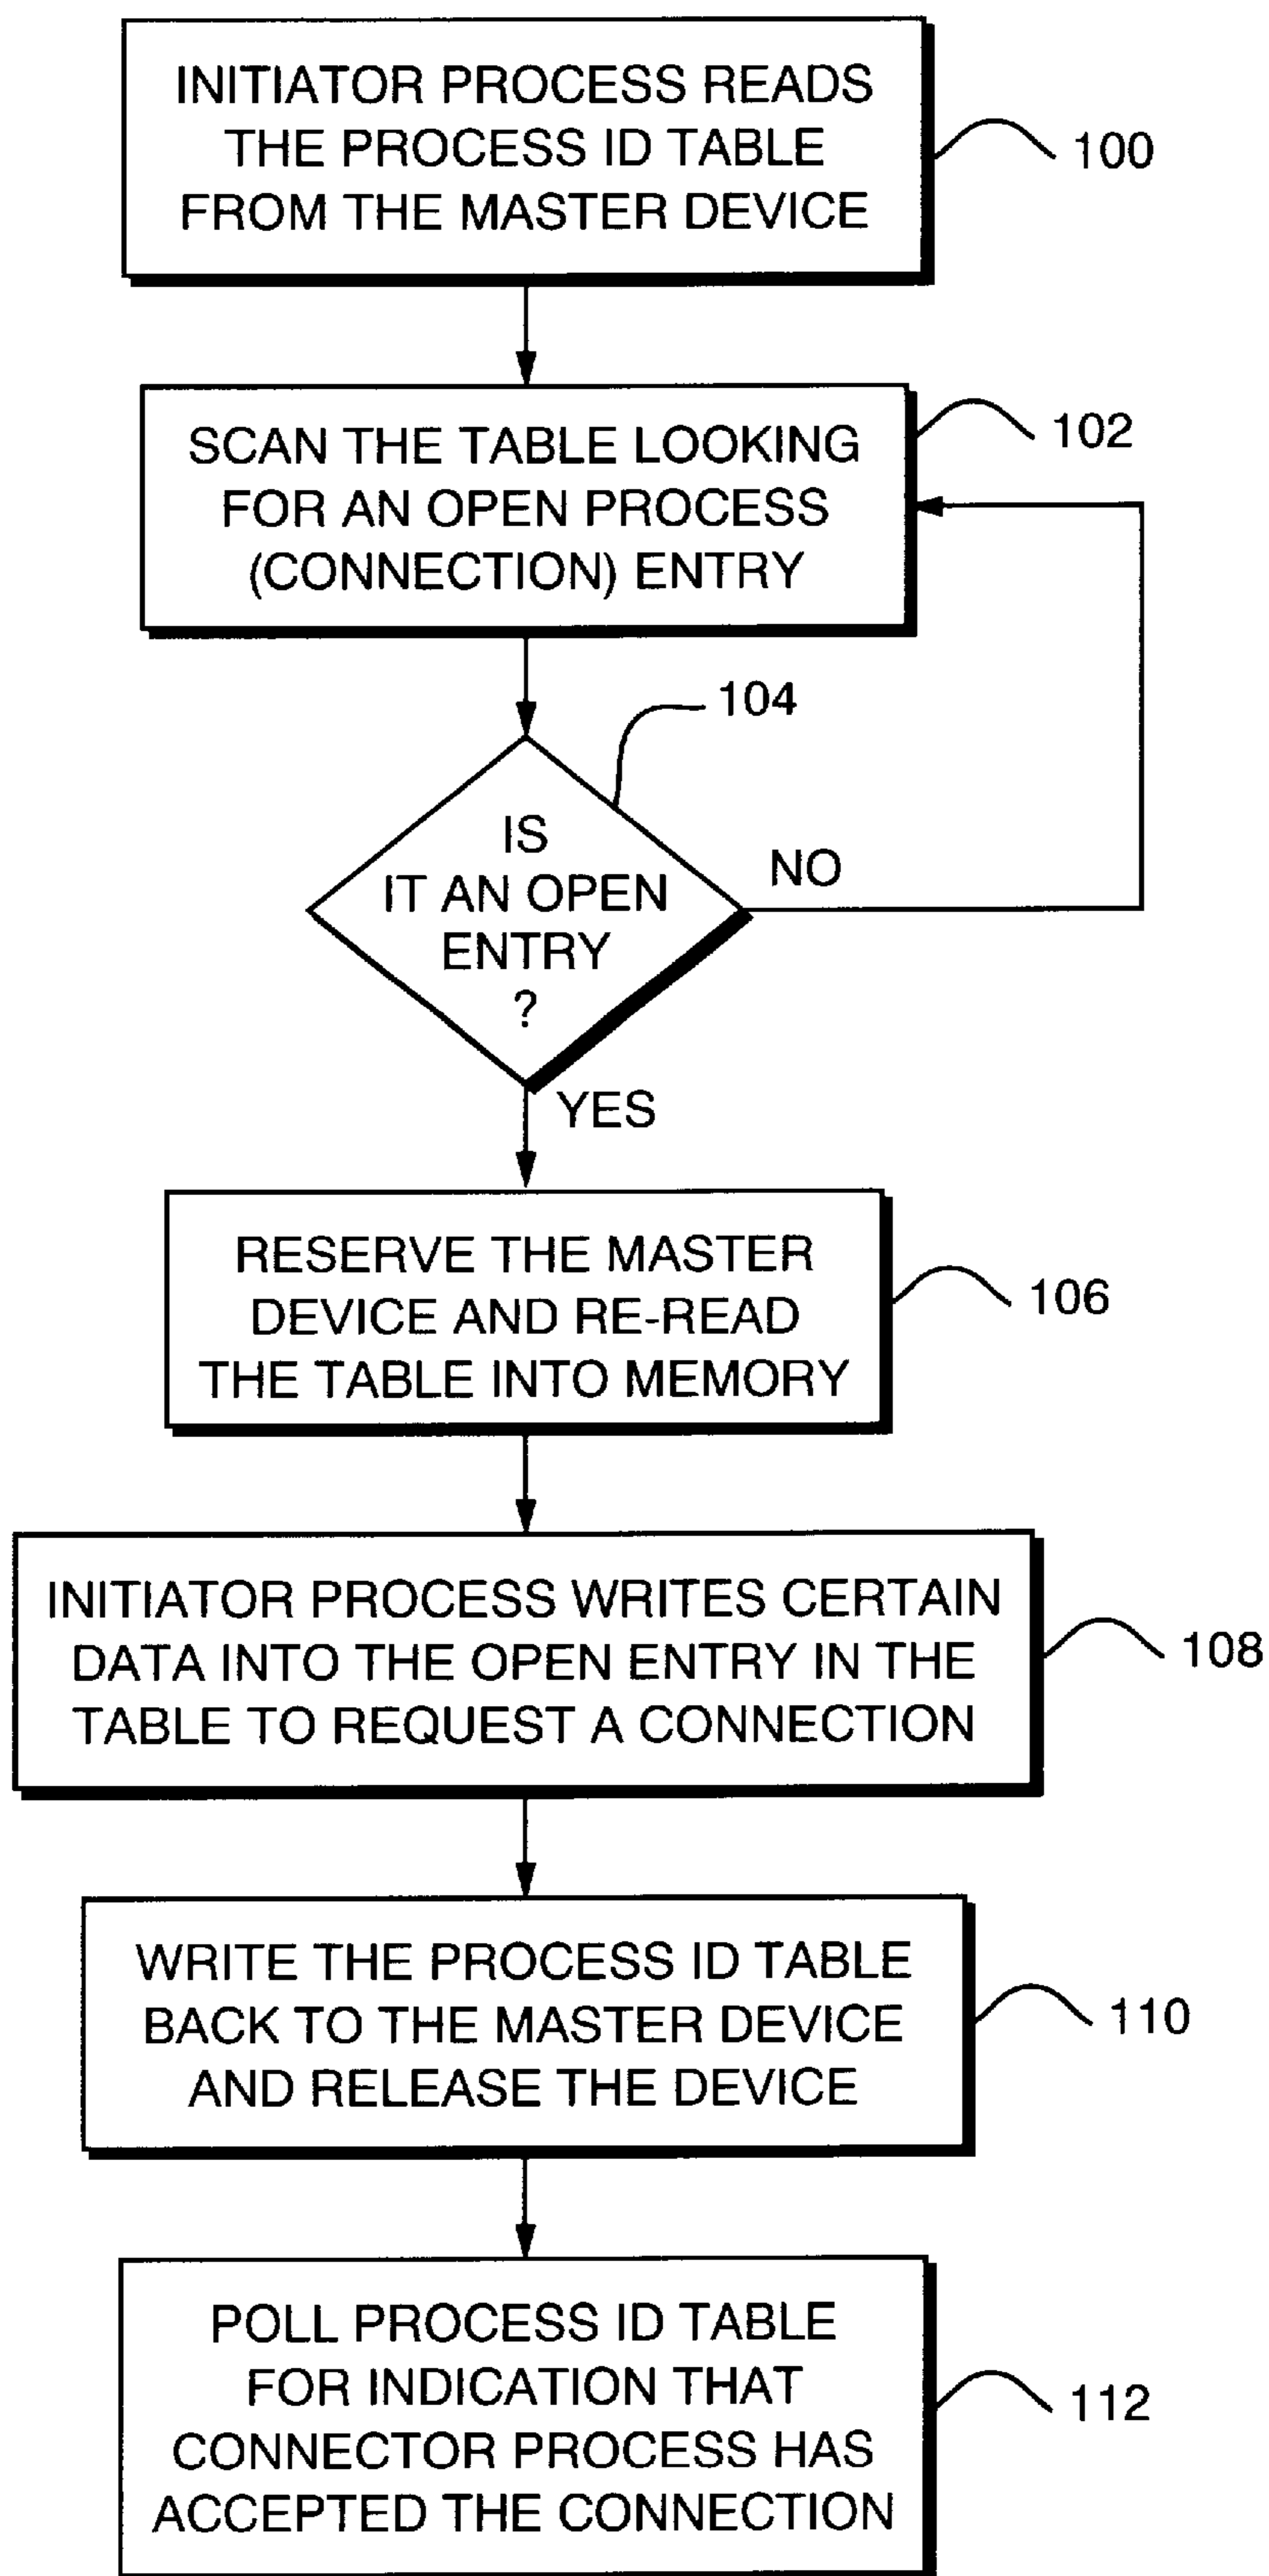 INITIATOR PROCESS READS
THE PROCESS ID TABLE
FROM THE MASTER DEVICE
100
SCAN THE TABLE LOOKING
FOR AN OPEN PROCESS
(CONNECTION) ENTRY
102
104
IS
IT AN OPEN
ENTRY
?
NO
YES
RESERVE THE MASTER
DEVICE AND RE-READ
THE TABLE INTO MEMORY
106
INITIATOR PROCESS WRITES CERTAIN
DATA INTO THE OPEN ENTRY IN THE
TABLE TO REQUEST A CONNECTION
108
WRITE THE PROCESS ID TABLE
BACK TO THE MASTER DEVICE
AND RELEASE THE DEVICE
110
POLL PROCESS ID TABLE
FOR INDICATION THAT
CONNECTOR PROCESS HAS
ACCEPTED THE CONNECTION
112